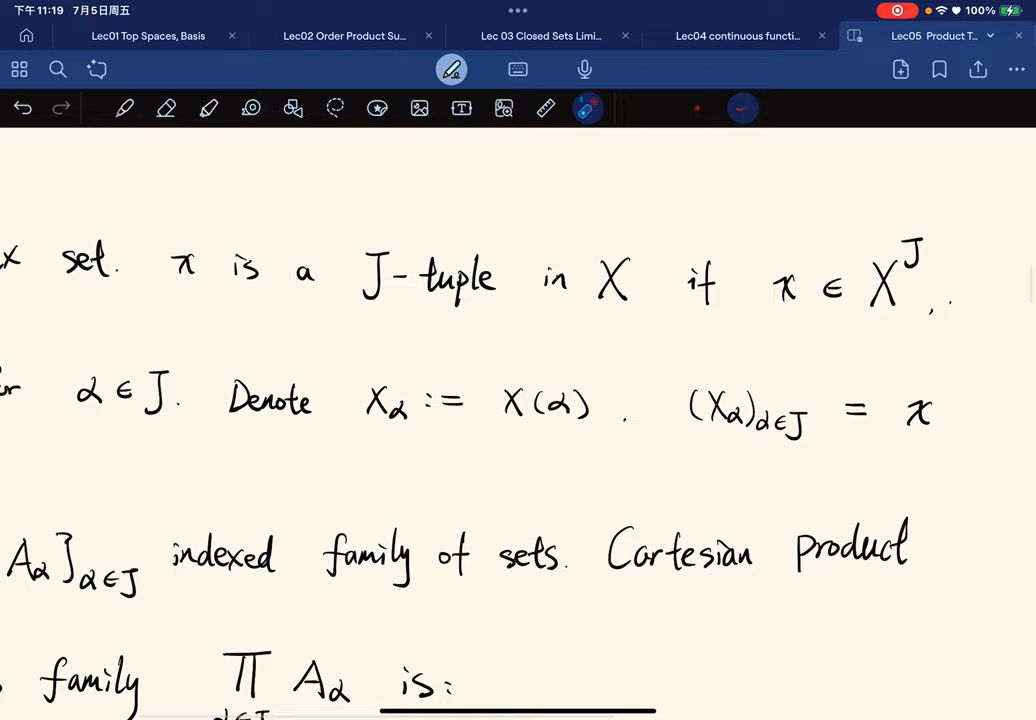 下午11:19 7月5日周五
100%
Lec01 Top Spaces, Basis
Lec02 Order Product Su...
Lec 03 Closed Sets Limi...
Lec04 continuous functi...
Lec05 Product T...
x set. x is a J-tuple in X if x ∈ X^J,.
α ∈ J. Denote X_α := X(α). (X_α)_{α∈J} = x
A_α}_{α∈J} indexed family of sets. Cartesian product
family ∏_{α∈J} A_α is: